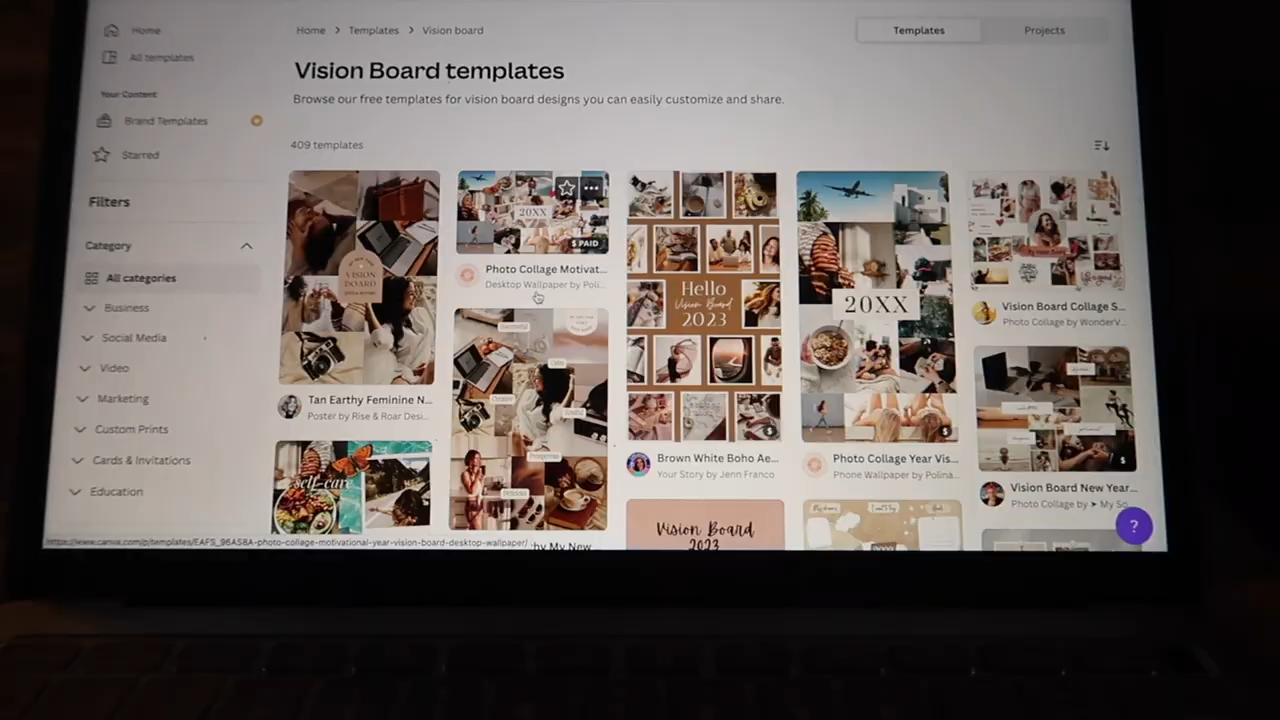 Home
All templates
Your Content
Brand Templates
Starred
Filters
Category
All categories
Business
Social Media
Video
Marketing
Custom Prints
Cards & Invitations
Education
Home > Templates > Vision board
Templates
Projects
Vision Board templates
Browse our free templates for vision board designs you can easily customize and share.
409 templates
VISION
BOARD
Tan Earthy Feminine N...
Poster by Rise & Roar Desi...
self-care
20XX
$ PAID
Photo Collage Motivat...
Desktop Wallpaper by Poli...
by My New
Hello
Vision Board
2023
$
Brown White Boho Ae...
Your Story by Jenn Franco
Vision Board
2023
20XX
$
Photo Collage Year Vis...
Phone Wallpaper by Polina...
Vision Board Collage S...
Photo Collage by WonderV...
$
Vision Board New Year...
Photo Collage by ➤ My So...
?
https://www.canva.com/p/templates/EAFS_96AS8A-photo-collage-motivational-year-vision-board-desktop-wallpaper/